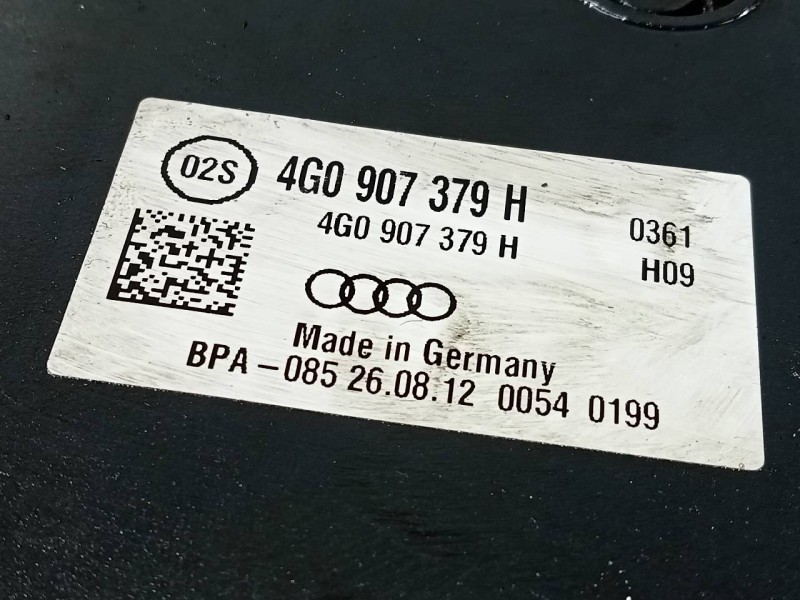 02S 4G0 907 379 H
4G0 907 379 H 0361
H09
Made in Germany
BPA-085 26.08.12 0054 0199